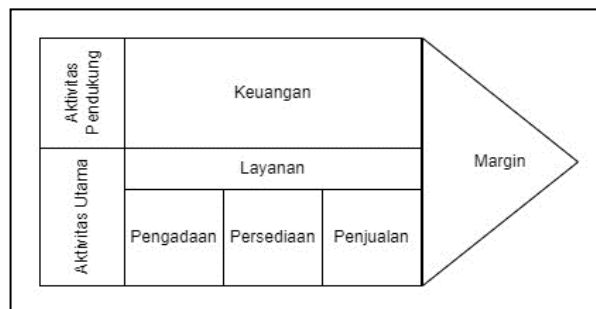 Aktivitas
Pendukung
Keuangan
Aktivitas Utama
Layanan
Pengadaan
Persediaan
Penjualan
Margin